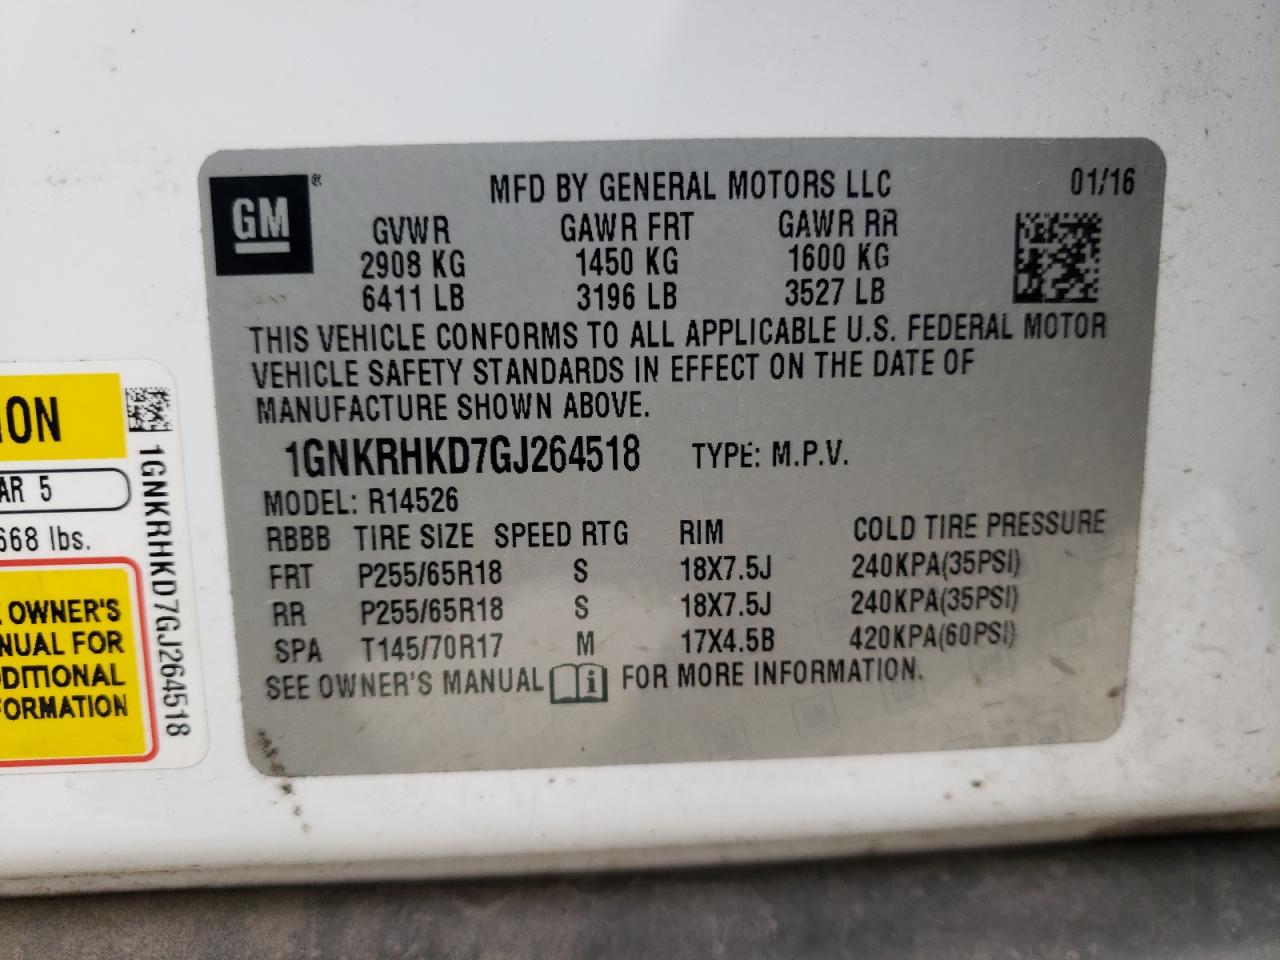 GM ®
MFD BY GENERAL MOTORS LLC 01/16
GVWR GAWR FRT GAWR RR
2908 KG 1450 KG 1600 KG
6411 LB 3196 LB 3527 LB
THIS VEHICLE CONFORMS TO ALL APPLICABLE U.S. FEDERAL MOTOR
VEHICLE SAFETY STANDARDS IN EFFECT ON THE DATE OF
MANUFACTURE SHOWN ABOVE.
1GNKRHKD7GJ264518 TYPE: M.P.V.
MODEL: R14526
RBBB TIRE SIZE SPEED RTG RIM COLD TIRE PRESSURE
FRT P255/65R18 S 18X7.5J 240KPA(35PSI)
RR P255/65R18 S 18X7.5J 240KPA(35PSI)
SPA T145/70R17 M 17X4.5B 420KPA(60PSI)
SEE OWNER'S MANUAL i FOR MORE INFORMATION.
ION
AR 5
668 lbs.
E OWNER'S
NUAL FOR
DDITIONAL
FORMATION
1GNKRHKD7GJ264518